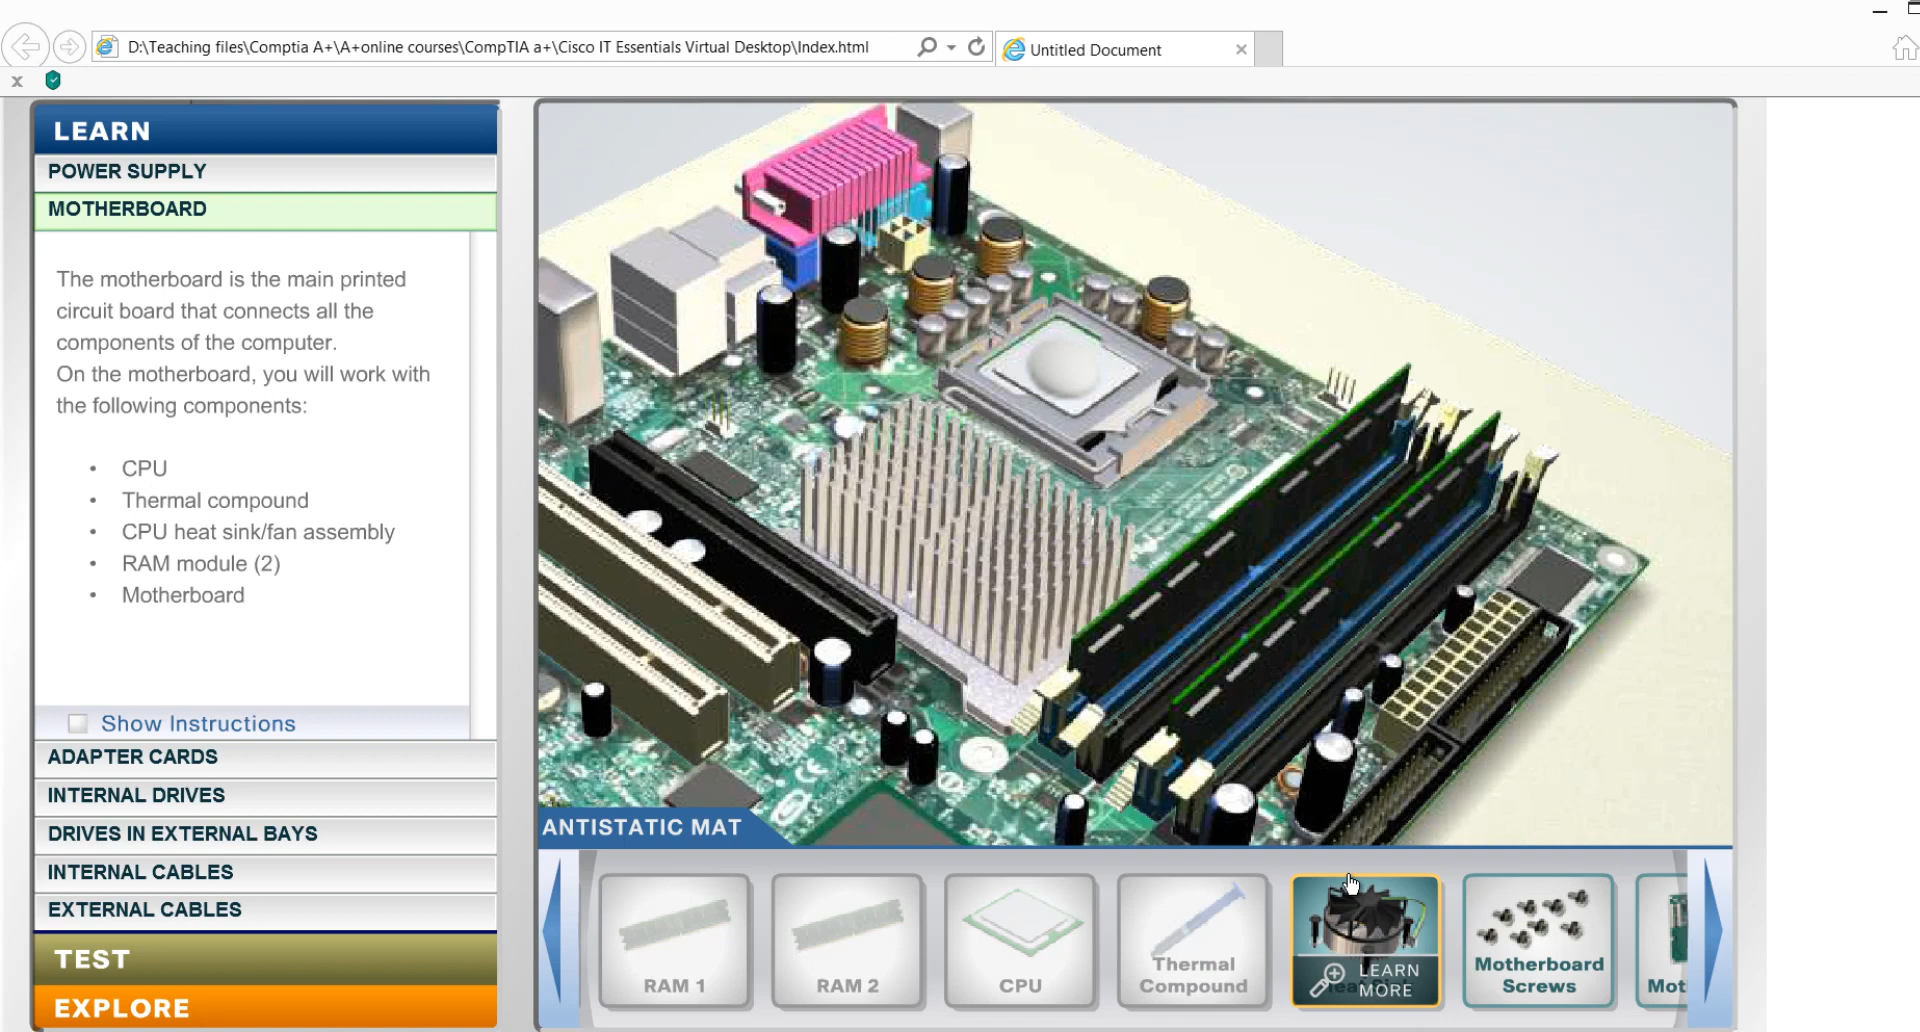 D:\Teaching files\Comptia A+\A+online courses\CompTIA a+\Cisco IT Essentials Virtual Desktop\Index.html
Untitled Document
LEARN
POWER SUPPLY
MOTHERBOARD
The motherboard is the main printed
circuit board that connects all the
components of the computer.
On the motherboard, you will work with
the following components:
• CPU
• Thermal compound
• CPU heat sink/fan assembly
• RAM module (2)
• Motherboard
Show Instructions
ADAPTER CARDS
INTERNAL DRIVES
DRIVES IN EXTERNAL BAYS
INTERNAL CABLES
EXTERNAL CABLES
TEST
EXPLORE
ANTISTATIC MAT
RAM 1
RAM 2
CPU
Thermal
Compound
LEARN
MORE
Motherboard
Screws
Mot